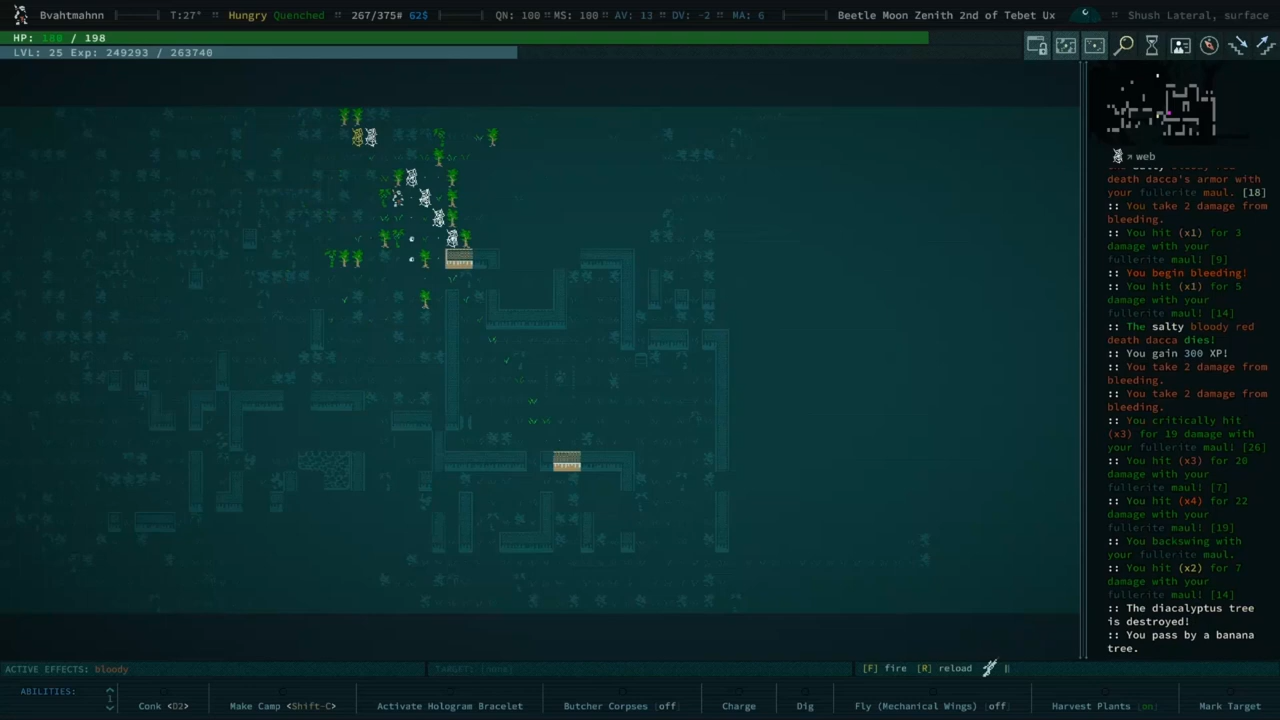 Bvahtmahnn T:27° Hungry Quenched 267/375# 62$ QN: 100 MS: 100 AV: 13 DV: -2 MA: 6 Beetle Moon Zenith 2nd of Tebet Ux Shush Lateral, surface
HP: 180 / 198
LVL: 25 Exp: 249293 / 263740
web
death dacca's armor with
your fullerite maul. [18]
:: You take 2 damage from
bleeding.
:: You hit (x1) for 3
damage with your
fullerite maul! [9]
:: You begin bleeding!
:: You hit (x1) for 5
damage with your
fullerite maul! [14]
:: The salty bloody red
death dacca dies!
:: You gain 300 XP!
:: You take 2 damage from
bleeding.
:: You take 2 damage from
bleeding.
:: You critically hit
(x3) for 19 damage with
your fullerite maul! [26]
:: You hit (x3) for 20
damage with your
fullerite maul! [7]
:: You hit (x4) for 22
damage with your
fullerite maul! [19]
:: You backswing with
your fullerite maul.
:: You hit (x2) for 7
damage with your
fullerite maul! [14]
:: The diacalyptus tree
is destroyed!
:: You pass by a banana
tree.
ACTIVE EFFECTS: bloody TARGET: [none] [F] fire [R] reload
ABILITIES: 1 Conk <D2> Make Camp <Shift-C> Activate Hologram Bracelet Butcher Corpses [off] Charge Dig Fly (Mechanical Wings) [off] Harvest Plants [on] Mark Target